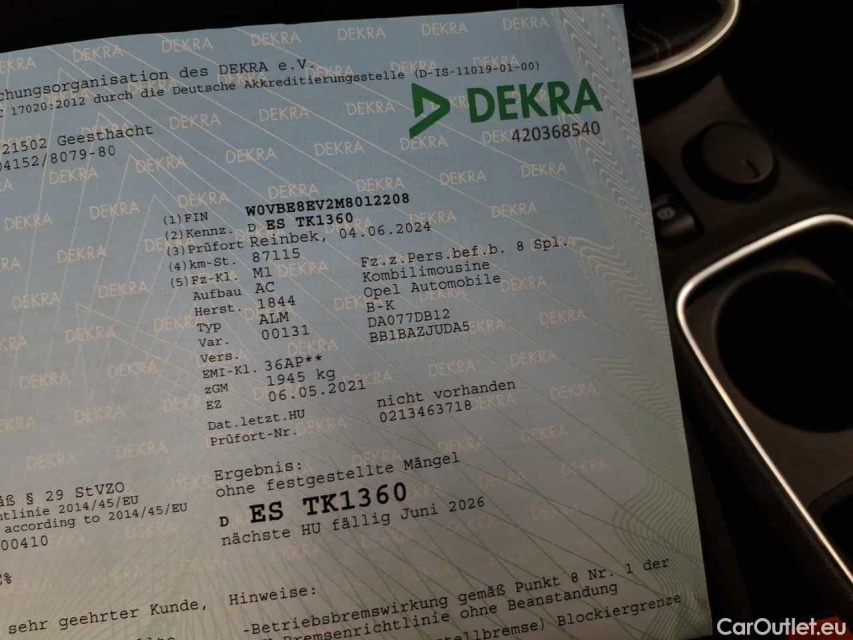 chungsorganisation des DEKRA e.V.
17020:2012 durch die Deutsche Akkreditierungsstelle (D-IS-11019-01-00)
DEKRA
420368540
21502 Geesthacht
04152/8079-80
(1)FIN W0VBE8EV2M8012208
(2)Kennz. D ES TK1360
(3)Prüfort Reinbek, 04.06.2024
(4)km-St. 87115
(5)Fz-Kl. M1 Fz.z.Pers.bef.b. 8 Spl.
Aufbau AC Kombilimousine
Herst. 1844 Opel Automobile
Typ ALM B-K
Var. 00131 DA077DB12
Vers. BB1BAZJUDA5
EMI-Kl. 36AP**
zGM 1945 kg
EZ 06.05.2021
Dat.letzt.HU nicht vorhanden
Prüfort-Nr. 0213463718
Ergebnis:
ohne festgestellte Mängel
D ES TK1360
nächste HU fällig Juni 2026
äß § 29 StVZO
htlinie 2014/45/EU
according to 2014/45/EU
00410
%
sehr geehrter Kunde,
Hinweise:
-Betriebsbremswirkung gemäß Punkt 8 Nr. 1 der
Bremsenrichtlinie ohne Beanstandung
tellbremse) Blockiergrenze
CarOutlet.eu